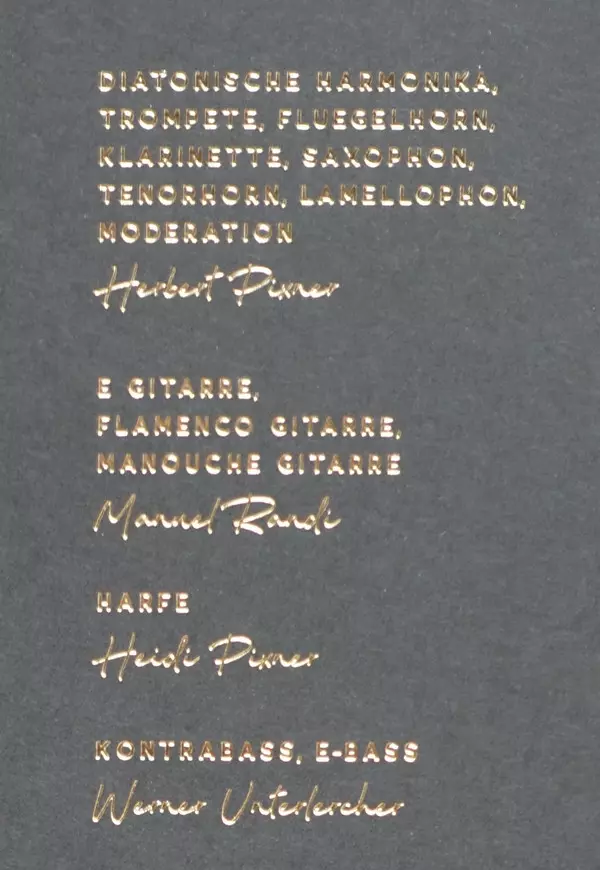 DIATONISCHE HARMONIKA,
TROMPETE, FLUEGELHORN,
KLARINETTE, SAXOPHON,
TENORHORN, LAMELLOPHON,
MODERATION
Herbert Pixner
E GITARRE,
FLAMENCO GITARRE,
MANOUCHE GITARRE
Manuel Randi
HARFE
Heidi Pixner
KONTRABASS, E-BASS
Werner Unterlercher